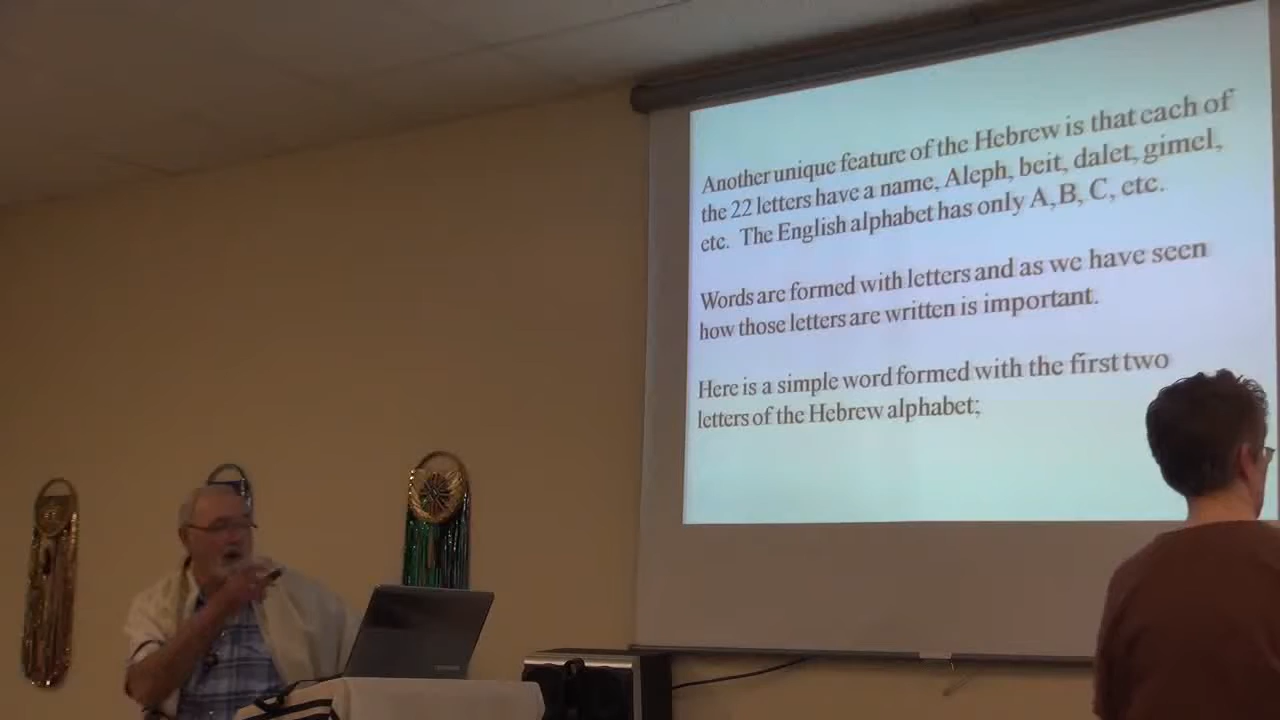 Another unique feature of the Hebrew is that each of
the 22 letters have a name, Aleph, beit, dalet, gimel,
etc. The English alphabet has only A, B, C, etc.
Words are formed with letters and as we have seen
how those letters are written is important.
Here is a simple word formed with the first two
letters of the Hebrew alphabet;